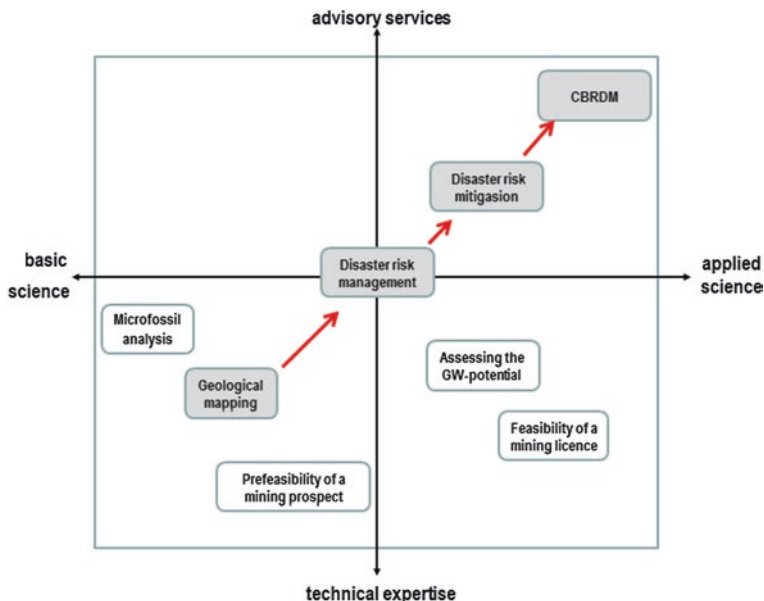 advisory services
CBRDM
Disaster risk
mitigasion
basic
science
Disaster risk
management
applied
science
Microfossil
analysis
Assessing the
GW-potential
Geological
mapping
Feasibility of a
mining licence
Prefeasibility of a
mining prospect
technical expertise